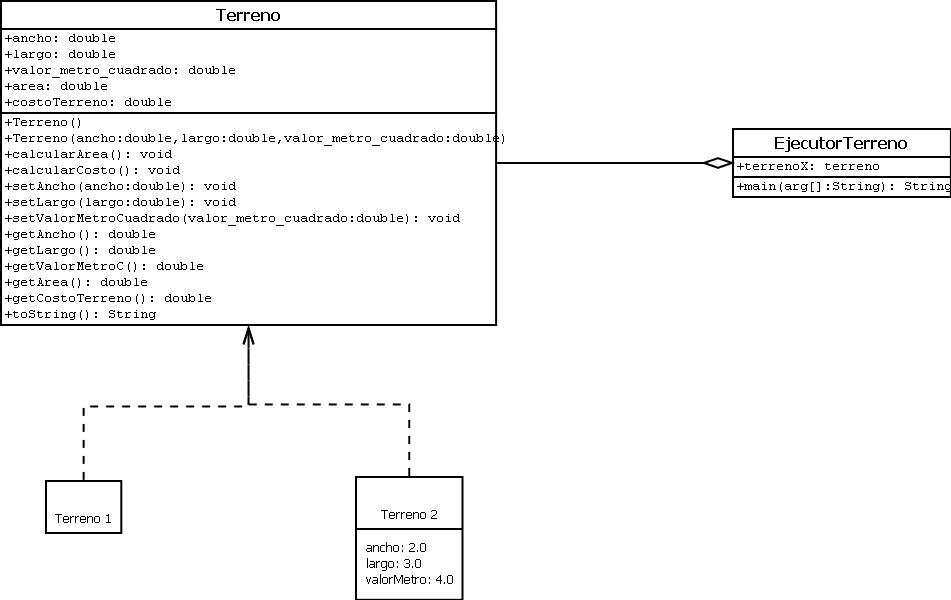 Terreno
+ancho: double
+largo: double
+valor_metro_cuadrado: double
+area: double
+costoTerreno: double
+Terreno()
+Terreno(ancho:double,largo:double,valor_metro_cuadrado:double)
+calcularArea(): void
+calcularCosto(): void
+setAncho(ancho:double): void
+setLargo(largo:double): void
+setValorMetroCuadrado(valor_metro_cuadrado:double): void
+getAncho(): double
+getLargo(): double
+getValorMetroC(): double
+getArea(): double
+getCostoTerreno(): double
+toString(): String
EjecutorTerreno
+terrenoX: terreno
+main(arg[]:String): String
Terreno 1
Terreno 2
ancho: 2.0
largo: 3.0
valorMetro: 4.0